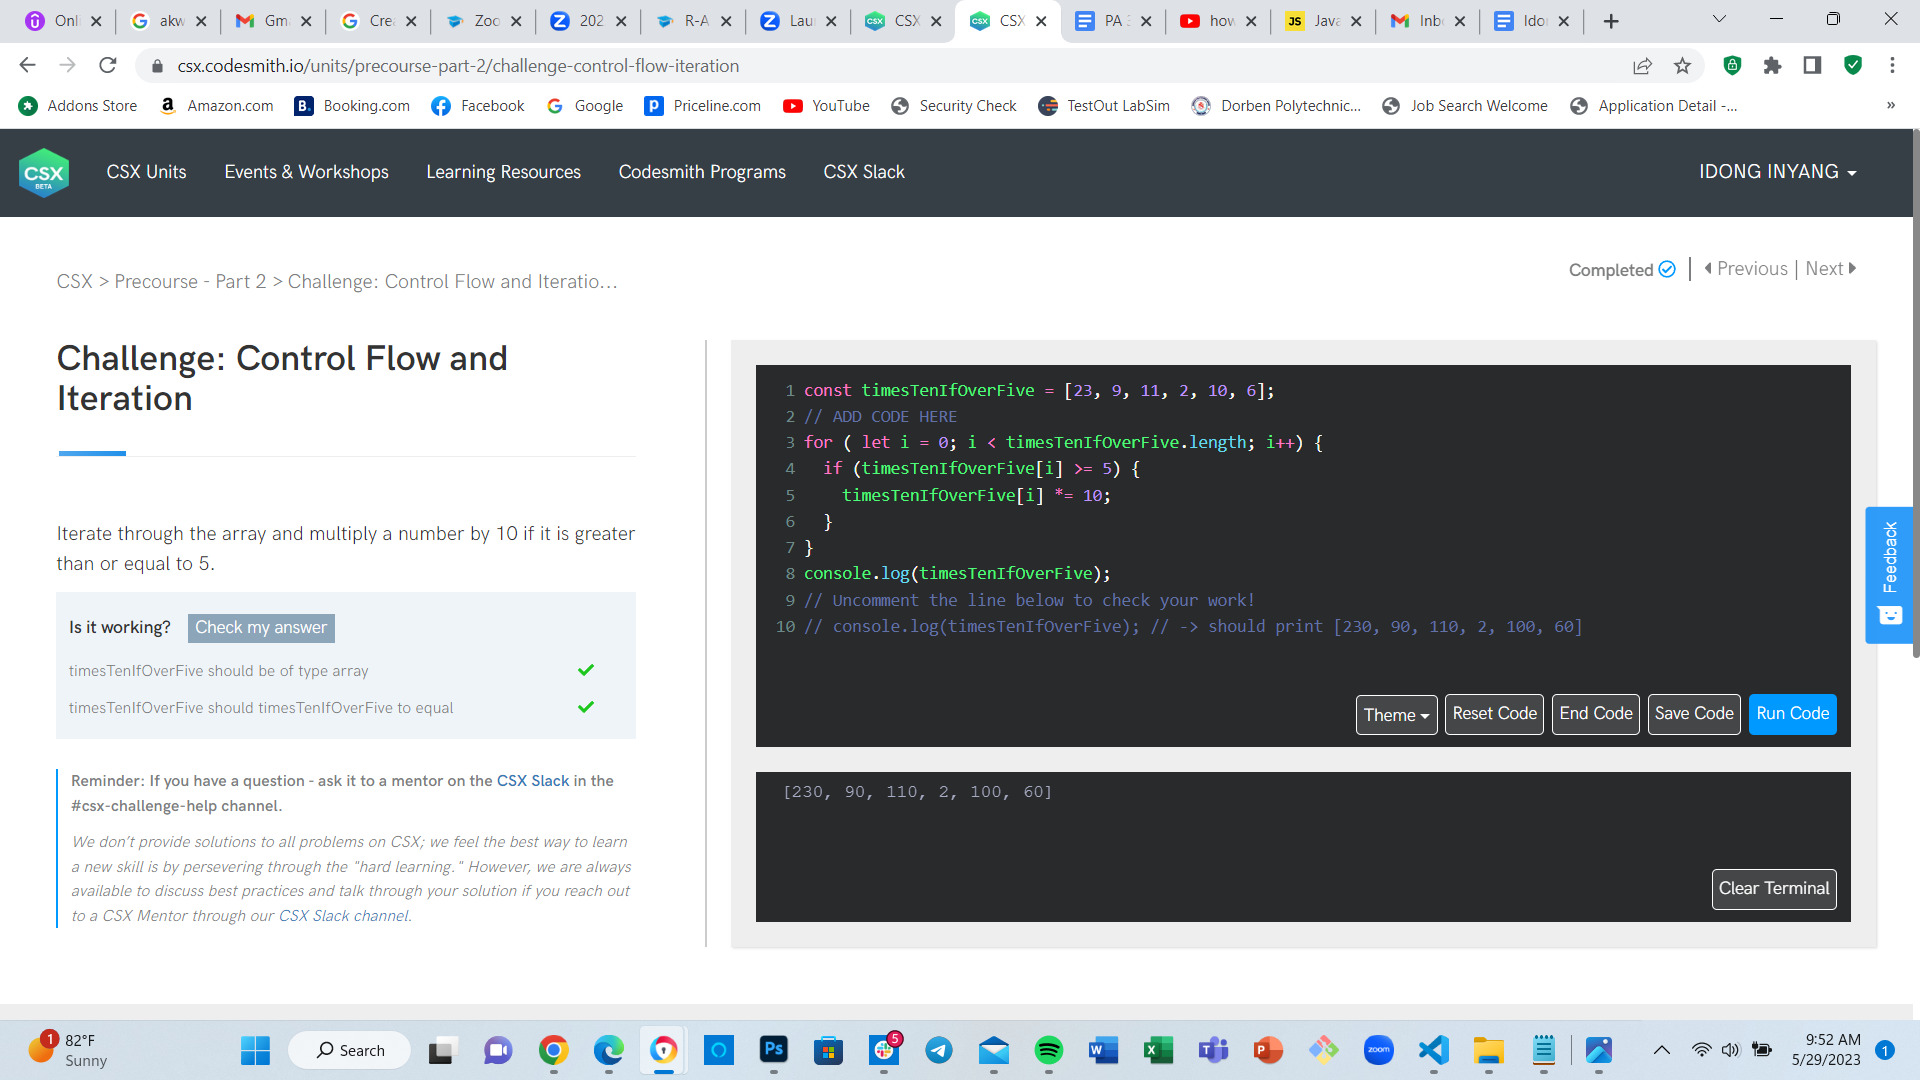 Onli
akw
Gma
Crea
Zoo
202
R-A
Lau
CSX
CSX
PA 3
how
JS Java
Inb
Ido
csx.codesmith.io/units/precourse-part-2/challenge-control-flow-iteration
Addons Store
Amazon.com
Booking.com
Facebook
Google
Priceline.com
YouTube
Security Check
TestOut LabSim
Dorben Polytechnic...
Job Search Welcome
Application Detail -...
»
CSX
BETA
CSX Units
Events & Workshops
Learning Resources
Codesmith Programs
CSX Slack
IDONG INYANG
CSX > Precourse - Part 2 > Challenge: Control Flow and Iteratio...
Completed
Previous | Next
Challenge: Control Flow and
Iteration
Iterate through the array and multiply a number by 10 if it is greater
than or equal to 5.
Is it working? Check my answer
timesTenIfOverFive should be of type array
timesTenIfOverFive should timesTenIfOverFive to equal
Reminder: If you have a question - ask it to a mentor on the CSX Slack in the
#csx-challenge-help channel.
We don’t provide solutions to all problems on CSX; we feel the best way to learn
a new skill is by persevering through the "hard learning." However, we are always
available to discuss best practices and talk through your solution if you reach out
to a CSX Mentor through our CSX Slack channel.
1 const timesTenIfOverFive = [23, 9, 11, 2, 10, 6];
2 // ADD CODE HERE
3 for ( let i = 0; i < timesTenIfOverFive.length; i++) {
4 if (timesTenIfOverFive[i] >= 5) {
5 timesTenIfOverFive[i] *= 10;
6 }
7 }
8 console.log(timesTenIfOverFive);
9 // Uncomment the line below to check your work!
10 // console.log(timesTenIfOverFive); // -> should print [230, 90, 110, 2, 100, 60]
Theme
Reset Code
End Code
Save Code
Run Code
[230, 90, 110, 2, 100, 60]
Clear Terminal
Feedback
1
82°F
Sunny
Search
Ps
5
zoom
9:52 AM
5/29/2023
1